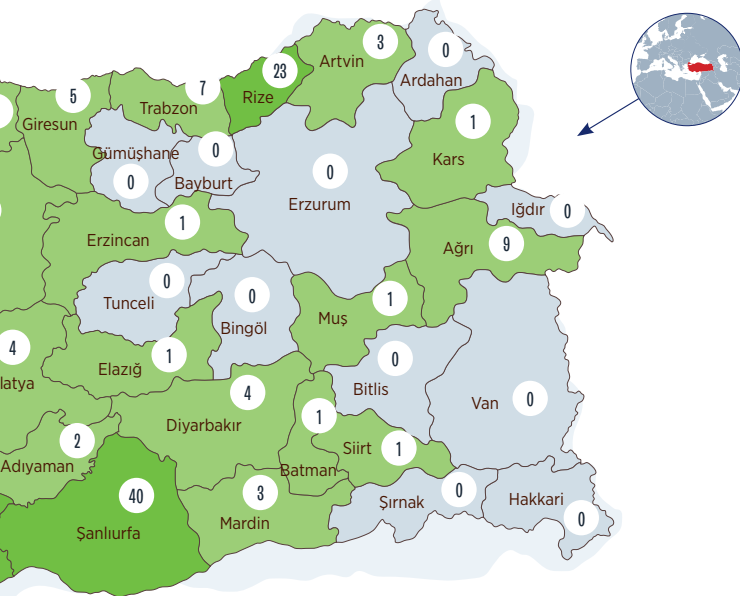 3
0
23
Artvin
Ardahan
5
7
Rize
Trabzon
Giresun
1
Gümüşhane
0
Kars
0
Bayburt
0
Erzurum
Iğdır
0
1
Erzincan
Ağrı
9
0
Tunceli
0
Bingöl
1
Muş
4
latya
1
Elazığ
0
Bitlis
4
Van
0
Diyarbakır
1
2
Adıyaman
Siirt
1
Batman
40
3
Şırnak
0
Hakkari
0
Mardin
Şanlıurfa